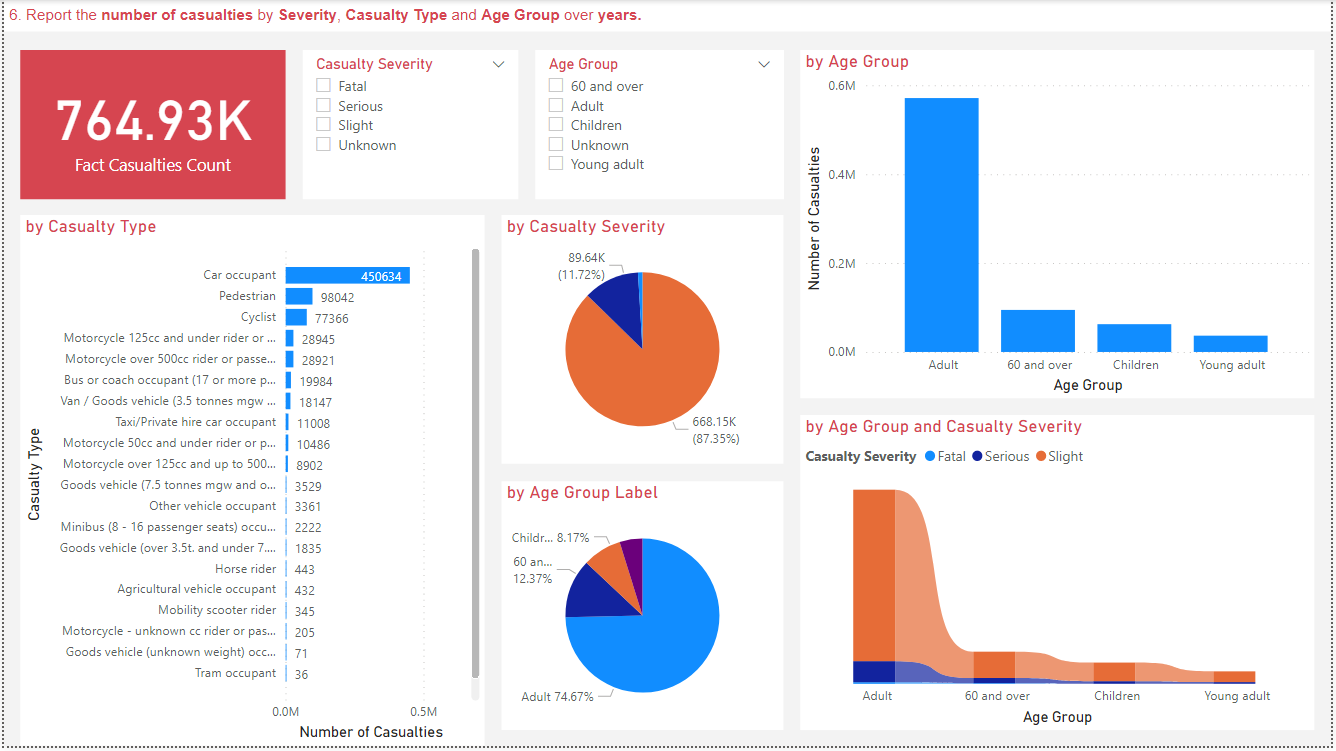 6. Report the number of casualties by Severity, Casualty Type and Age Group over years.
764.93K
Fact Casualties Count
Casualty Severity
Fatal
Serious
Slight
Unknown
Age Group
60 and over
Adult
Children
Unknown
Young adult
by Age Group
Number of Casualties
0.6M
0.4M
0.2M
0.0M
Adult
60 and over
Children
Young adult
Age Group
by Casualty Type
Casualty Type
Car occupant 450634
Pedestrian 98042
Cyclist 77366
Motorcycle 125cc and under rider or ... 28945
Motorcycle over 500cc rider or passe... 28921
Bus or coach occupant (17 or more p... 19984
Van / Goods vehicle (3.5 tonnes mgw ... 18147
Taxi/Private hire car occupant 11008
Motorcycle 50cc and under rider or p... 10486
Motorcycle over 125cc and up to 500... 8902
Goods vehicle (7.5 tonnes mgw and o... 3529
Other vehicle occupant 3361
Minibus (8 - 16 passenger seats) occu... 2222
Goods vehicle (over 3.5t. and under 7.... 1835
Horse rider 443
Agricultural vehicle occupant 432
Mobility scooter rider 345
Motorcycle - unknown cc rider or pas... 205
Goods vehicle (unknown weight) occ... 71
Tram occupant 36
0.0M 0.5M
Number of Casualties
by Casualty Severity
89.64K
(11.72%)
668.15K
(87.35%)
by Age Group Label
Childr... 8.17%
60 an...
12.37%
Adult 74.67%
by Age Group and Casualty Severity
Casualty Severity Fatal Serious Slight
Adult
60 and over
Children
Young adult
Age Group